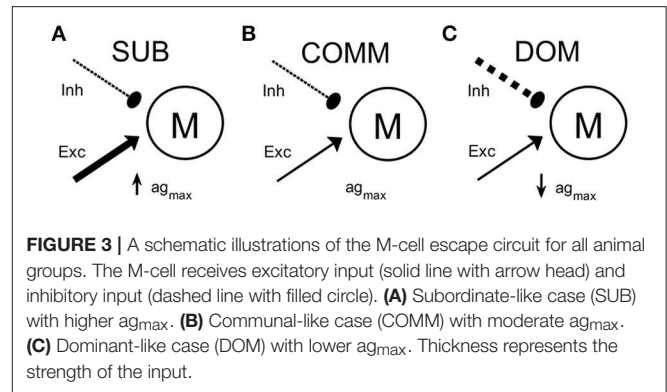 A
SUB
Inh
M
Exc
↑ ag_max
B
COMM
Inh
M
Exc
ag_max
C
DOM
Inh
M
Exc
↓ ag_max
FIGURE 3 | A schematic illustrations of the M-cell escape circuit for all animal
groups. The M-cell receives excitatory input (solid line with arrow head) and
inhibitory input (dashed line with filled circle). (A) Subordinate-like case (SUB)
with higher ag_max. (B) Communal-like case (COMM) with moderate ag_max.
(C) Dominant-like case (DOM) with lower ag_max. Thickness represents the
strength of the input.